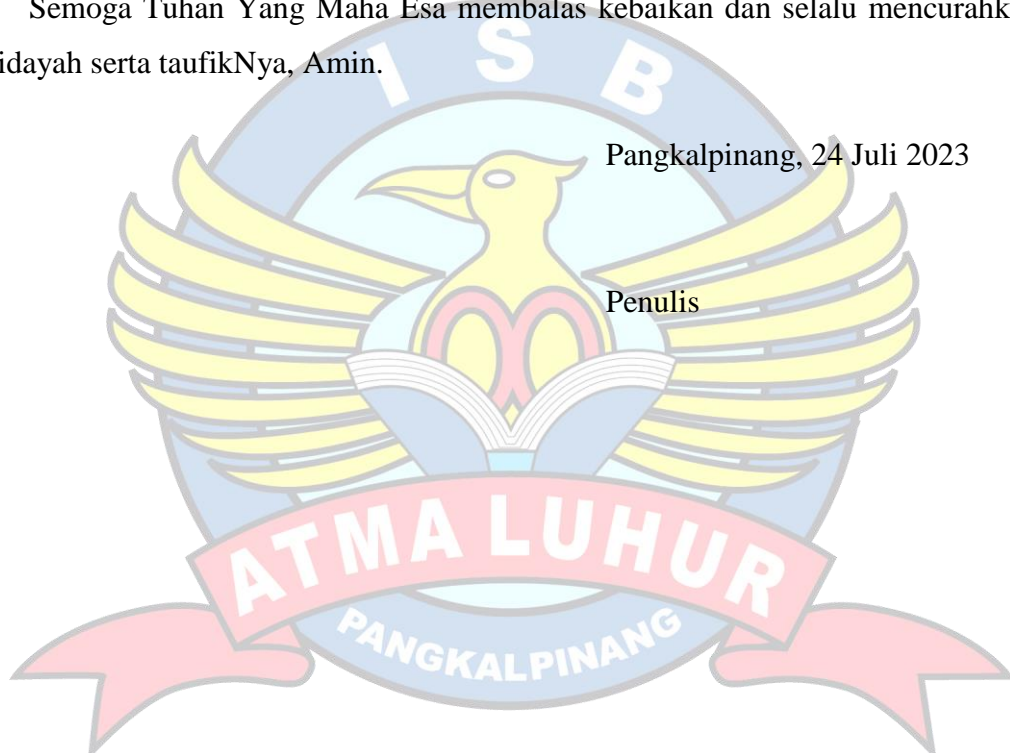 Semoga Tuhan Yang Maha Esa membalas kebaikan dan selalu mencurahk
idayah serta taufikNya, Amin.
Pangkalpinang, 24 Juli 2023
Penulis
I S B
ATMA LUHUR
PANGKALPINANG